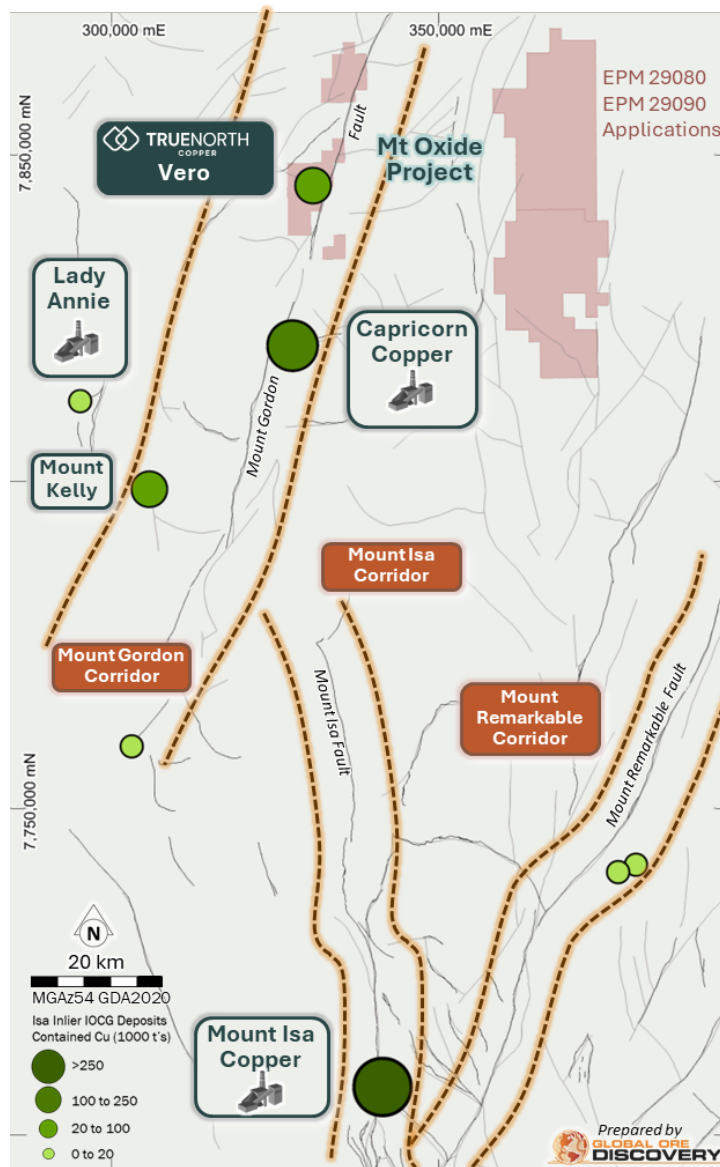 300,000 mE
350,000 mE
7,850,000 mN
EPM 29080
EPM 29090
Applications
TRUENORTH
COPPER
Vero
Fault
Mt Oxide
Project
Lady
Annie
Capricorn
Copper
Mount Gordon
Mount
Kelly
Mount Isa
Corridor
Mount Gordon
Corridor
Mount Isa Fault
Mount
Remarkable
Corridor
Mount Remarkable Fault
7,750,000 mN
N
20 km
MGAz54 GDA2020
Isa Inlier IOCG Deposits
Contained Cu (1000 t's)
>250
100 to 250
20 to 100
0 to 20
Mount Isa
Copper
Prepared by
GLOBAL ORE
DISCOVERY